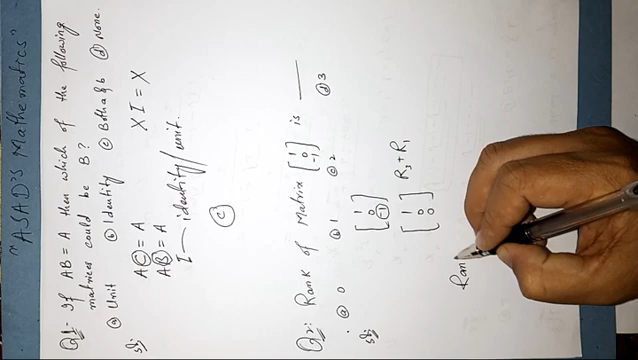 "ASAD'S Mathematics"
Q1:- If AB = A then which of the following
matrices could be B?
(a) Unit (b) Identity (c) Both a & b (d) None.
Sol:
A(C) = A
A(B) = A X I = X
I — identity/unit.
(c)
Q2:- Rank of Matrix [1 0 -1] is ____
(a) 0 (b) 1 (c) 2 (d) 3
Sol:
[1 0 -1]
[1 0 0] R3 + R1
Ran